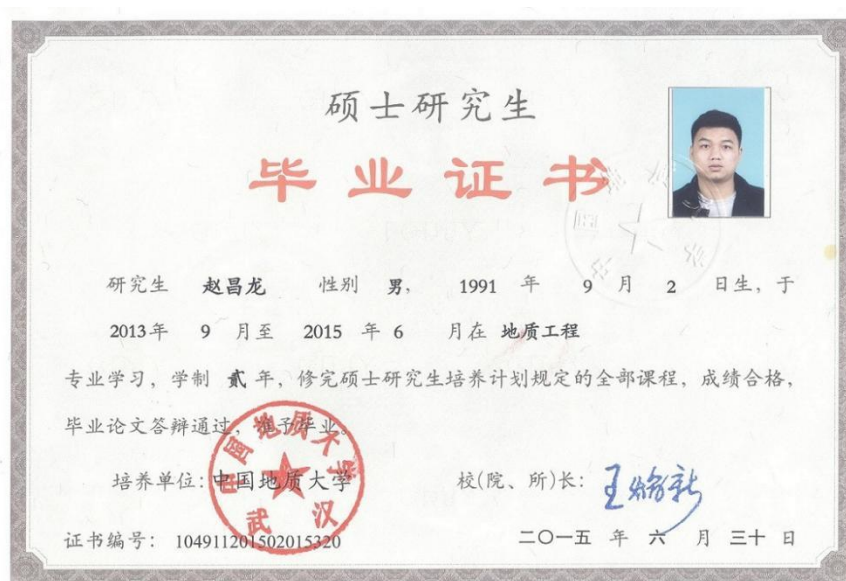 硕士研究生
毕业证书
研究生 赵昌龙 性别 男, 1991 年 9 月 2 日生, 于
2013年 9 月至 2015 年 6 月在 地质工程
专业学习, 学制 贰 年, 修完硕士研究生培养计划规定的全部课程, 成绩合格,
毕业论文答辩通过, 准予毕业。
培养单位: 中国地质大学 校(院、所)长:
中国地质大学
武汉
证书编号: 104911201502015320 二〇一五 年 六 月 三十 日